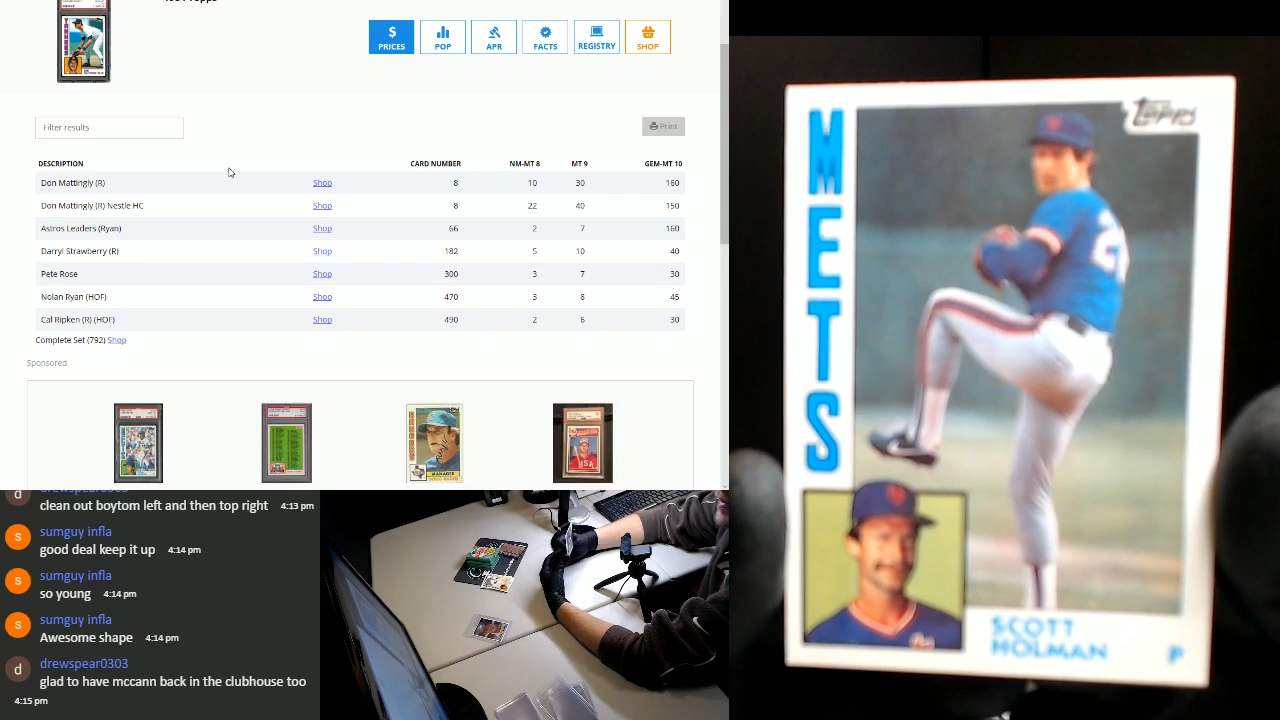 $
PRICES
POP
APR
FACTS
REGISTRY
SHOP
Filter results
Print
DESCRIPTION CARD NUMBER NM-MT 8 MT 9 GEM-MT 10
Don Mattingly (R) Shop 8 10 30 160
Don Mattingly (R) Nestle HC Shop 8 22 40 150
Astros Leaders (Ryan) Shop 66 2 7 160
Darryl Strawberry (R) Shop 182 5 10 40
Pete Rose Shop 300 3 7 30
Nolan Ryan (HOF) Shop 470 3 8 45
Cal Ripken (R) (HOF) Shop 490 2 6 30
Complete Set (792) Shop
Sponsored
USA
MANAGER
drewspear0303
clean out boytom left and then top right 4:13 pm
sumguy infla
good deal keep it up 4:14 pm
sumguy infla
so young 4:14 pm
sumguy infla
Awesome shape 4:14 pm
drewspear0303
glad to have mccann back in the clubhouse too
4:15 pm
METS
Topps
SCOTT
HOLMAN
P